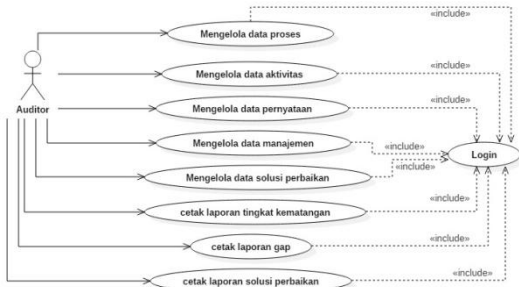 «include»
Mengelola data proses
«include»
Mengelola data aktivitas
Auditor
«include»
Mengelola data pernyataan
Mengelola data manajemen
«include»
Login
«include»
Mengelola data solusi perbaikan
cetak laporan tingkat kematangan
«include»
cetak laporan gap
«include»
cetak laporan solusi perbaikan
«include»